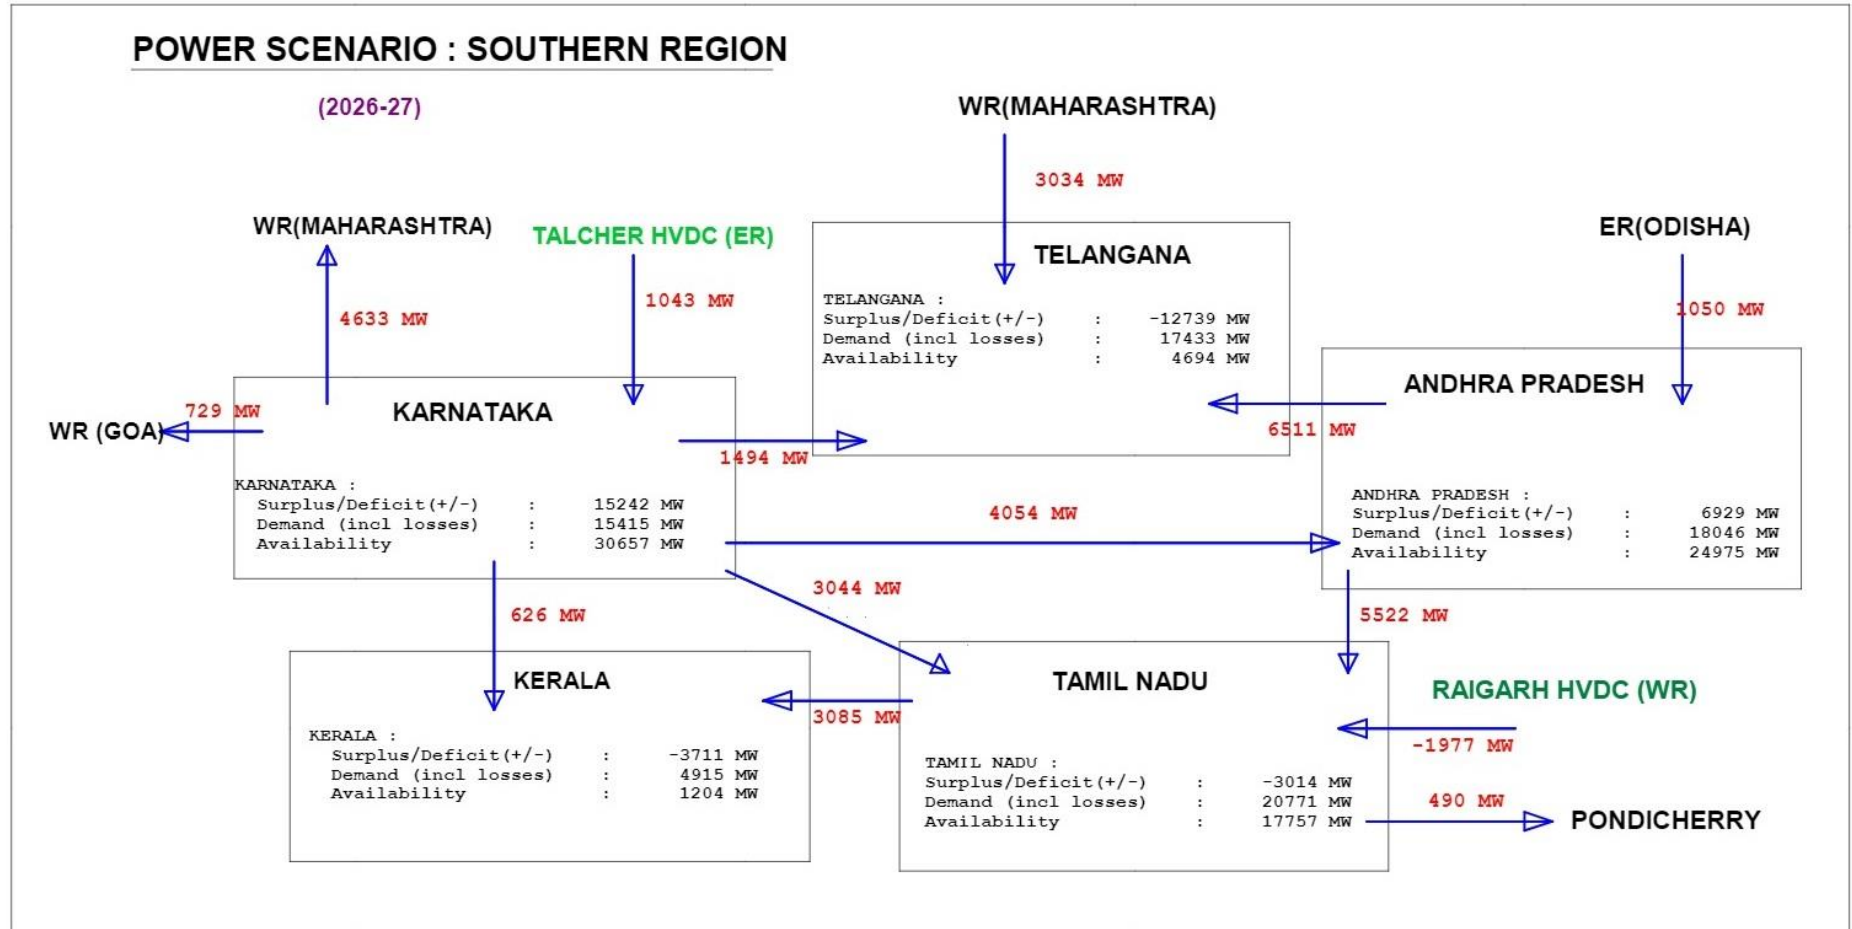 POWER SCENARIO : SOUTHERN REGION
(2026-27)
WR(MAHARASHTRA)
3034 MW
WR(MAHARASHTRA)
4633 MW
TALCHER HVDC (ER)
1043 MW
TELANGANA
TELANGANA :
Surplus/Deficit(+/-) : -12739 MW
Demand (incl losses) : 17433 MW
Availability : 4694 MW
ER(ODISHA)
1050 MW
WR (GOA)
729 MW
KARNATAKA
KARNATAKA :
Surplus/Deficit(+/-) : 15242 MW
Demand (incl losses) : 15415 MW
Availability : 30657 MW
1494 MW
6511 MW
ANDHRA PRADESH
ANDHRA PRADESH :
Surplus/Deficit(+/-) : 6929 MW
Demand (incl losses) : 18046 MW
Availability : 24975 MW
4054 MW
3044 MW
626 MW
5522 MW
KERALA
KERALA :
Surplus/Deficit(+/-) : -3711 MW
Demand (incl losses) : 4915 MW
Availability : 1204 MW
3085 MW
TAMIL NADU
TAMIL NADU :
Surplus/Deficit(+/-) : -3014 MW
Demand (incl losses) : 20771 MW
Availability : 17757 MW
RAIGARH HVDC (WR)
-1977 MW
490 MW
PONDICHERRY